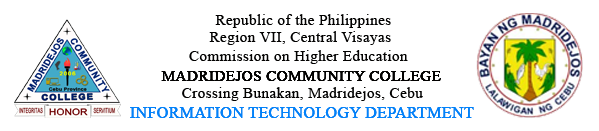 MADRIDEJOS COMMUNITY
2006
Cebu Province
COLLEGE
INTEGRITAS HONOR SERVITIUM
Republic of the Philippines
Region VII, Central Visayas
Commission on Higher Education
MADRIDEJOS COMMUNITY COLLEGE
Crossing Bunakan, Madridejos, Cebu
INFORMATION TECHNOLOGY DEPARTMENT
BAYAN NG MADRIDEJOS
LALAWIGAN NG CEBU